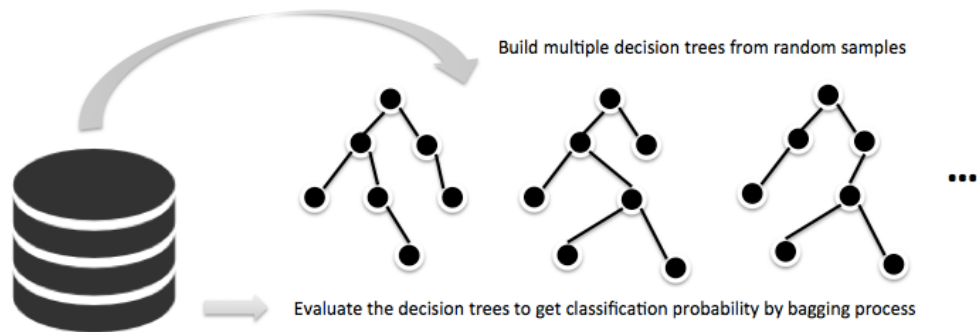 Build multiple decision trees from random samples
...
Evaluate the decision trees to get classification probability by bagging process